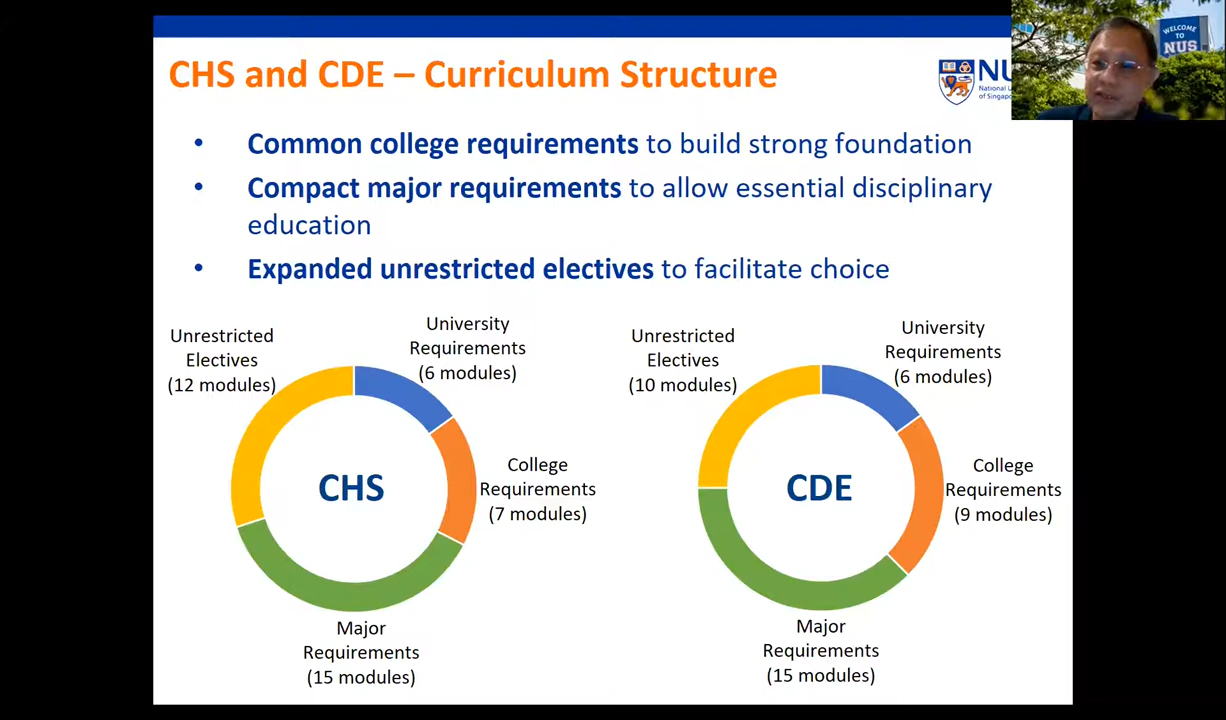 WELCOME
TO
NUS
CHS and CDE – Curriculum Structure
NU
National
of Singap
• Common college requirements to build strong foundation
• Compact major requirements to allow essential disciplinary
education
• Expanded unrestricted electives to facilitate choice
Unrestricted
Electives
(12 modules)
University
Requirements
(6 modules)
CHS
College
Requirements
(7 modules)
Major
Requirements
(15 modules)
Unrestricted
Electives
(10 modules)
University
Requirements
(6 modules)
CDE
College
Requirements
(9 modules)
Major
Requirements
(15 modules)